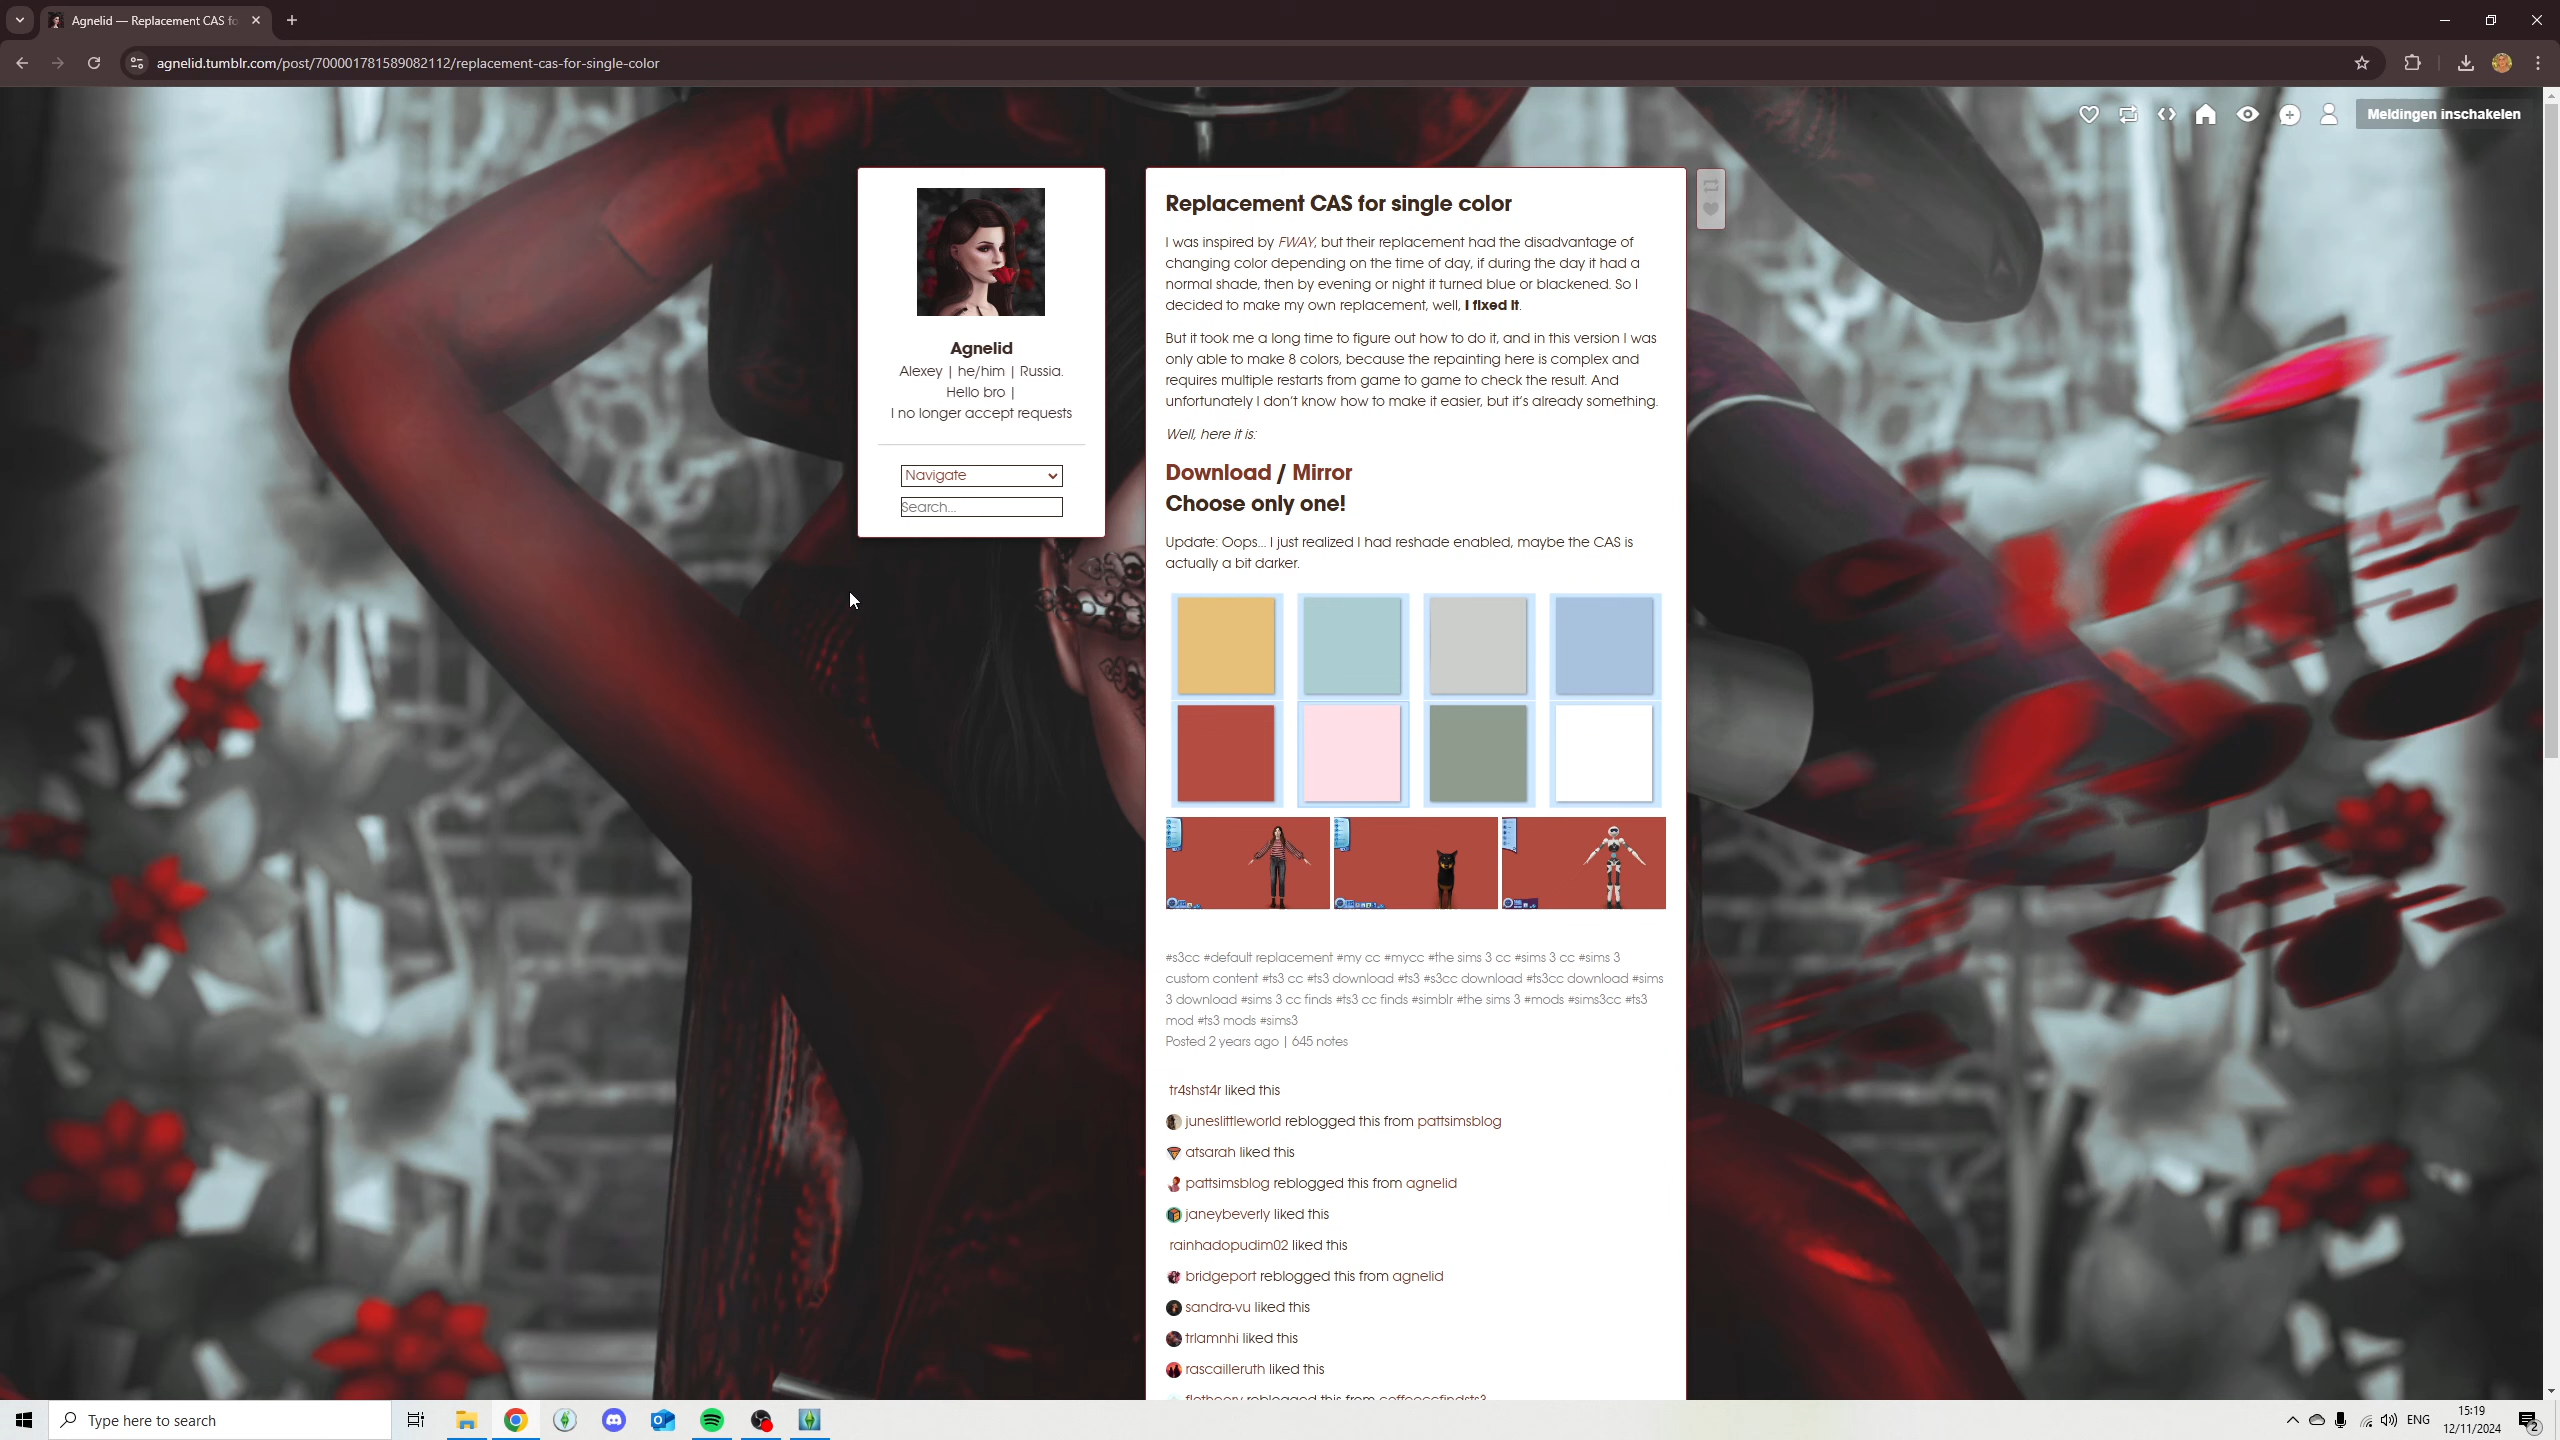 Agnelid — Replacement CAS fo
agnelid.tumblr.com/post/700001781589082112/replacement-cas-for-single-color
Meldingen inschakelen
Agnelid
Alexey | he/him | Russia.
Hello bro |
I no longer accept requests
Navigate
Search...
Replacement CAS for single color
I was inspired by FWAY, but their replacement had the disadvantage of
changing color depending on the time of day, if during the day it had a
normal shade, then by evening or night it turned blue or blackened. So I
decided to make my own replacement, well, I fixed it.
But it took me a long time to figure out how to do it, and in this version I was
only able to make 8 colors, because the repainting here is complex and
requires multiple restarts from game to game to check the result. And
unfortunately I don't know how to make it easier, but it's already something.
Well, here it is:
Download / Mirror
Choose only one!
Update: Oops... I just realized I had reshade enabled, maybe the CAS is
actually a bit darker.
#s3cc #default replacement #my cc #mycc #the sims 3 cc #sims 3 cc #sims 3
custom content #ts3 cc #ts3 download #ts3 #s3cc download #ts3cc download #sims
3 download #sims 3 cc finds #ts3 cc finds #simblr #the sims 3 #mods #sims3cc #ts3
mod #ts3 mods #sims3
Posted 2 years ago | 645 notes
tr4shst4r liked this
juneslittleworld reblogged this from pattsimsblog
atsarah liked this
pattsimsblog reblogged this from agnelid
janeybeverly liked this
rainhadopudim02 liked this
bridgeport reblogged this from agnelid
sandra-vu liked this
trlamnhi liked this
rascailleruth liked this
Type here to search
ENG
15:19
12/11/2024
2